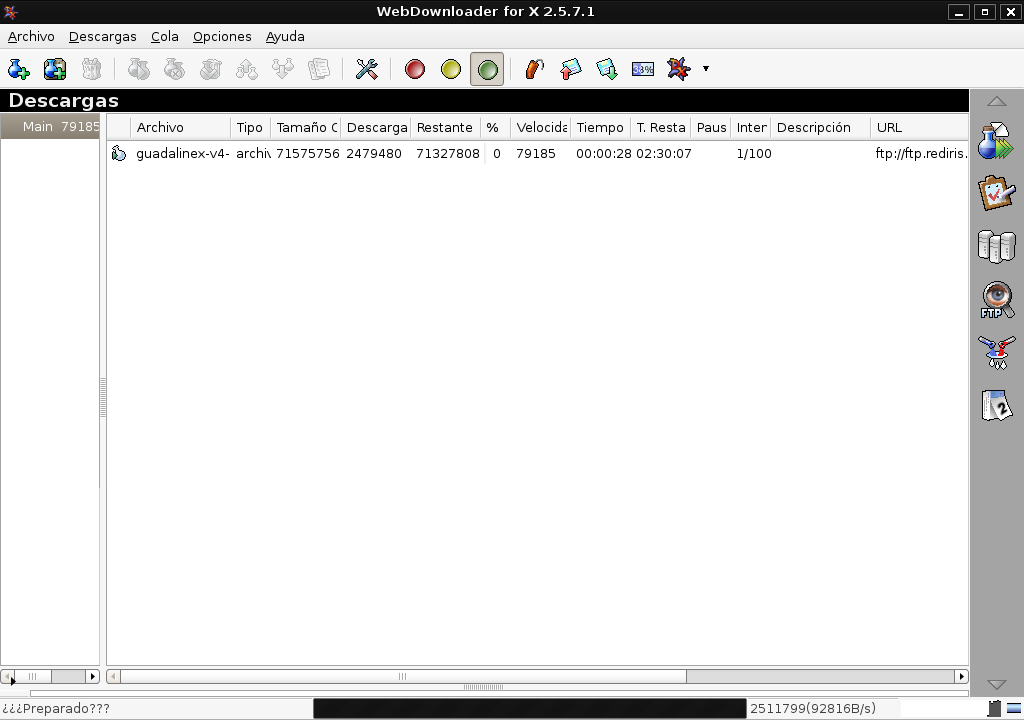 WebDownloader for X 2.5.7.1
Archivo Descargas Cola Opciones Ayuda
Descargas
Main 79185
Archivo Tipo Tamaño C Descarga Restante % Velocida Tiempo T. Resta Paus Inter Descripción URL
guadalinex-v4- archiv 71575756 2479480 71327808 0 79185 00:00:28 02:30:07 1/100 ftp://ftp.rediris.
FTP
2
¿¿¿Preparado???
2511799(92816B/s)